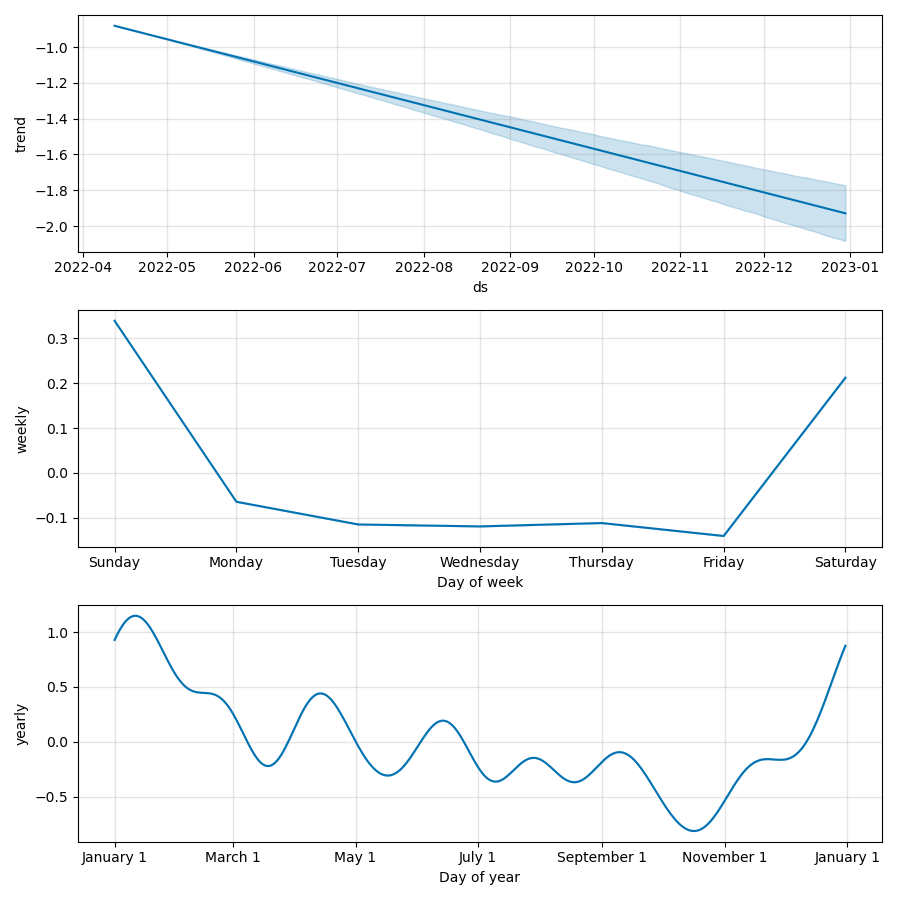 trend
−1.0
−1.2
−1.4
−1.6
−1.8
−2.0
2022-04 2022-05 2022-06 2022-07 2022-08 2022-09 2022-10 2022-11 2022-12 2023-01
ds
weekly
0.3
0.2
0.1
0.0
−0.1
Sunday Monday Tuesday Wednesday Thursday Friday Saturday
Day of week
yearly
1.0
0.5
0.0
−0.5
January 1 March 1 May 1 July 1 September 1 November 1 January 1
Day of year